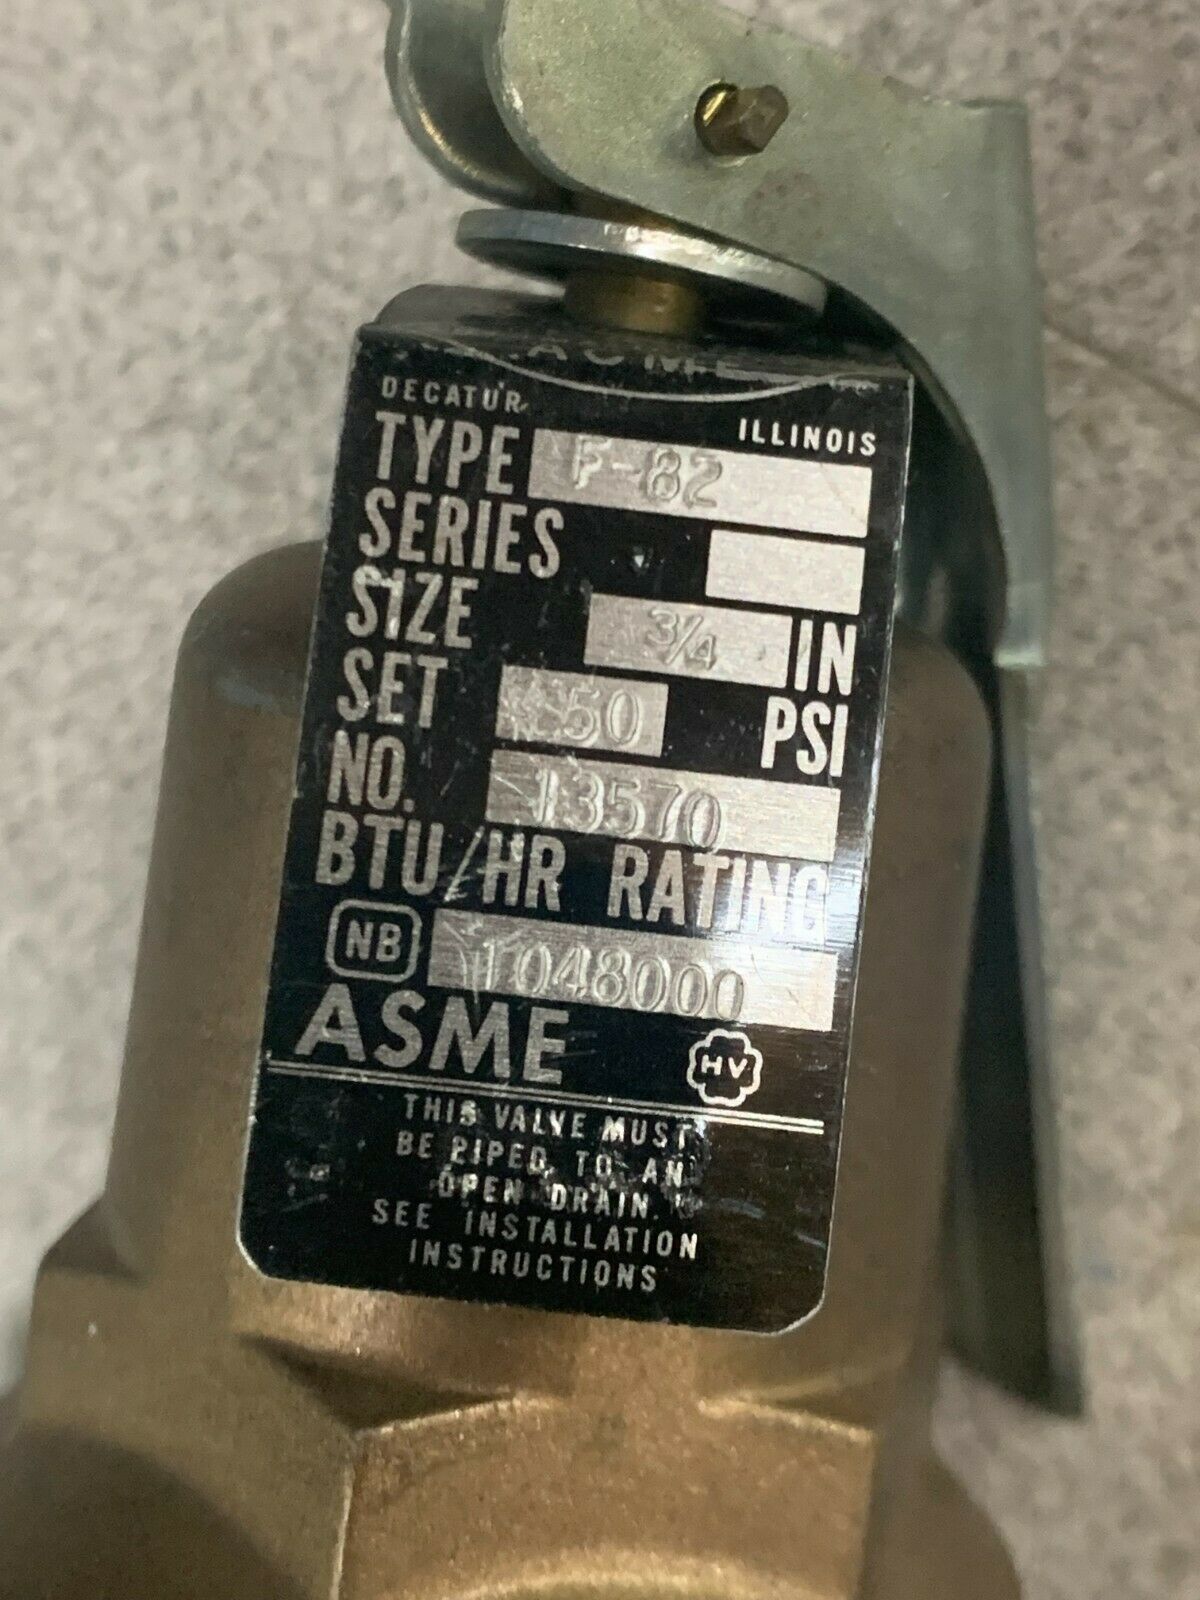 DECATUR ILLINOIS
TYPE F-82
SERIES
SIZE 3/4 IN
SET 50 PSI
NO. 13570
BTU/HR RATING
NB 1048000
ASME HV
THIS VALVE MUST
BE PIPED TO AN
OPEN DRAIN.
SEE INSTALLATION
INSTRUCTIONS